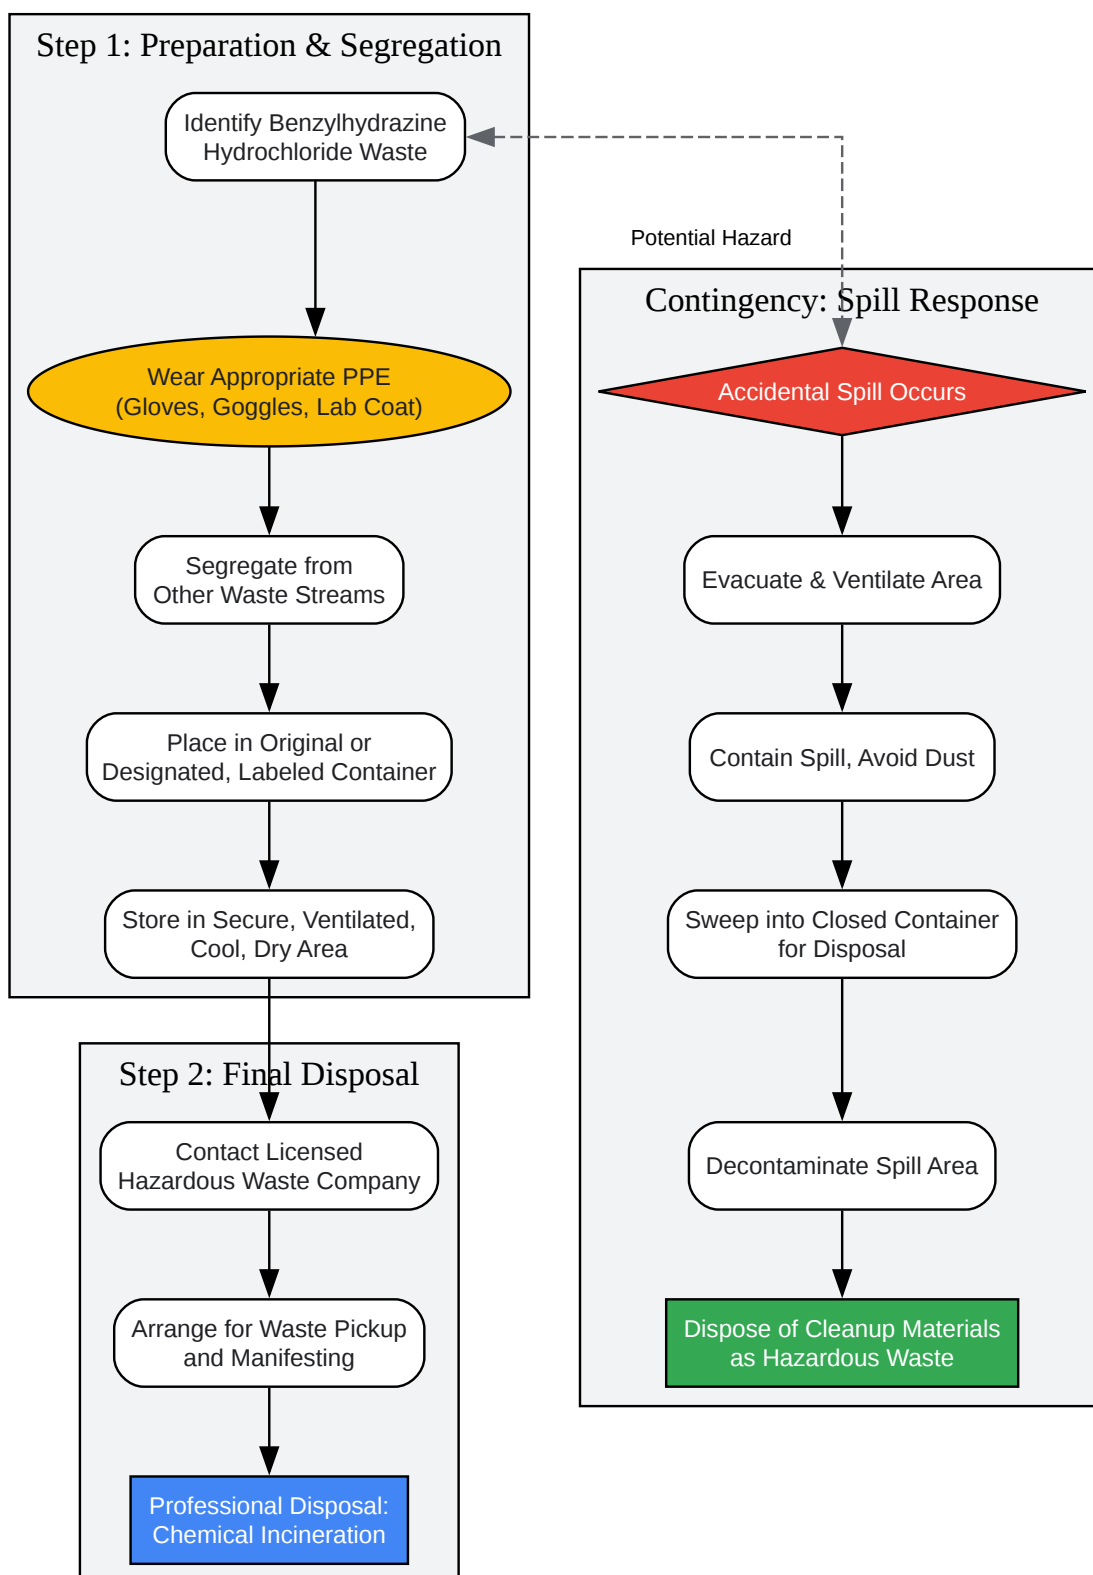 Step 1: Preparation & Segregation
Identify Benzylhydrazine
Hydrochloride Waste
Wear Appropriate PPE
(Gloves, Goggles, Lab Coat)
Segregate from
Other Waste Streams
Place in Original or
Designated, Labeled Container
Store in Secure, Ventilated,
Cool, Dry Area
Step 2: Final Disposal
Contact Licensed
Hazardous Waste Company
Arrange for Waste Pickup
and Manifesting
Professional Disposal:
Chemical Incineration
Potential Hazard
Contingency: Spill Response
Accidental Spill Occurs
Evacuate & Ventilate Area
Contain Spill, Avoid Dust
Sweep into Closed Container
for Disposal
Decontaminate Spill Area
Dispose of Cleanup Materials
as Hazardous Waste